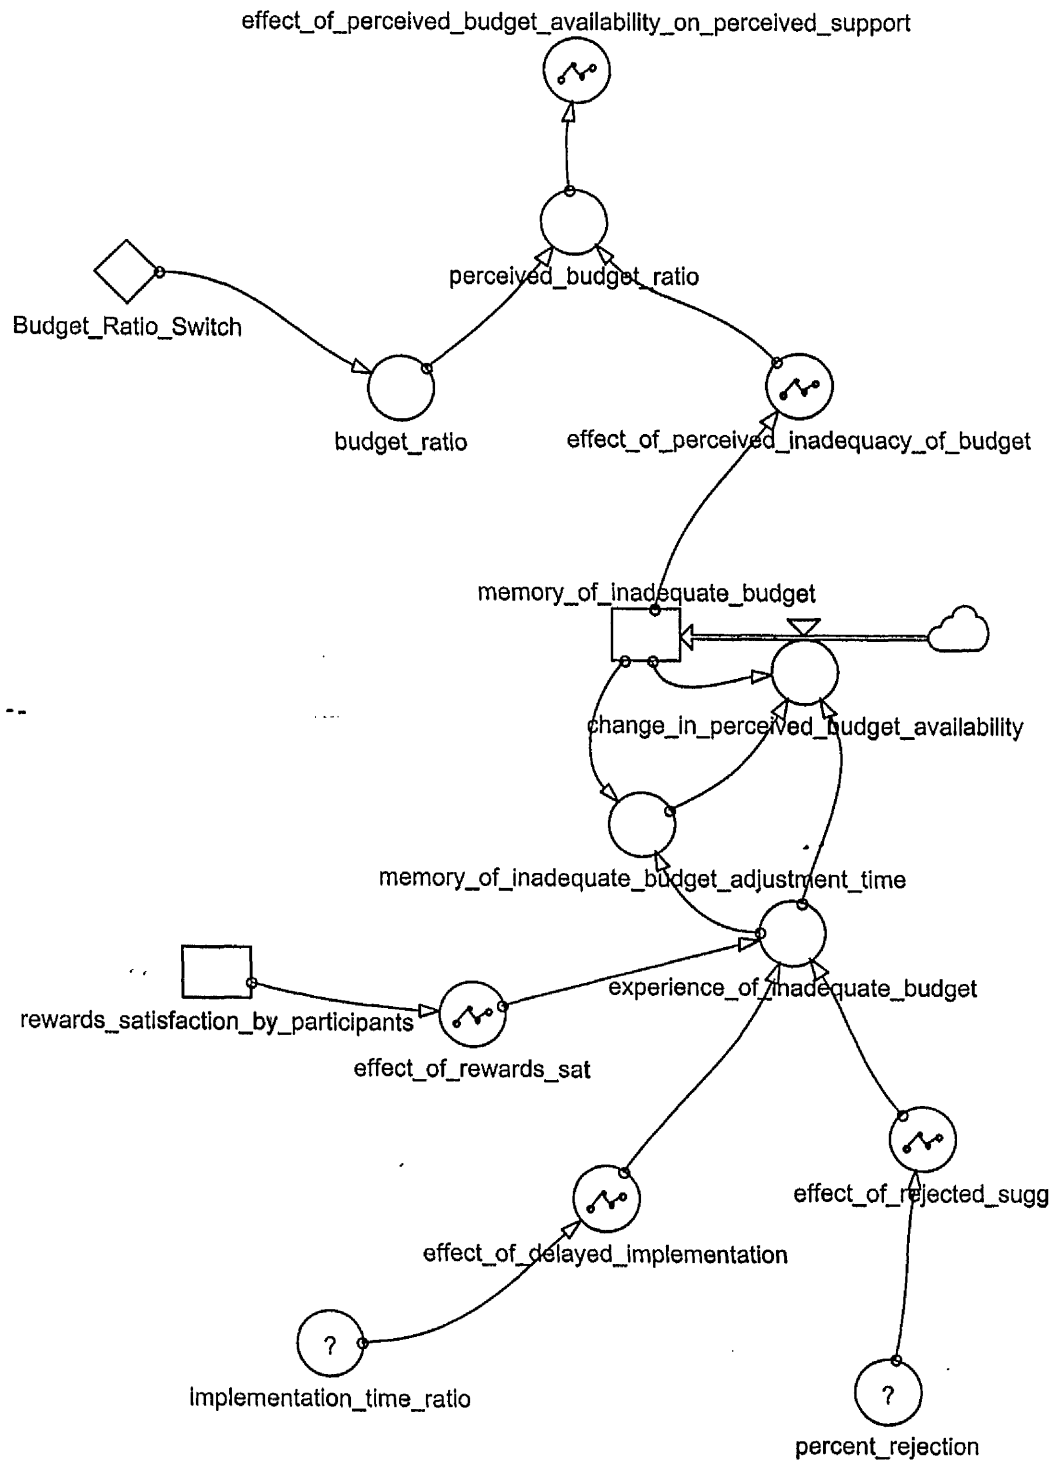 effect_of_perceived_budget_availability_on_perceived_support
perceived_budget_ratio
Budget_Ratio_Switch
budget_ratio
effect_of_perceived_inadequacy_of_budget
memory_of_inadequate_budget
change_in_perceived_budget_availability
memory_of_inadequate_budget_adjustment_time
experience_of_inadequate_budget
rewards_satisfaction_by_participants
effect_of_rewards_sat
effect_of_rejected_sugg
effect_of_delayed_implementation
?
implementation_time_ratio
?
percent_rejection